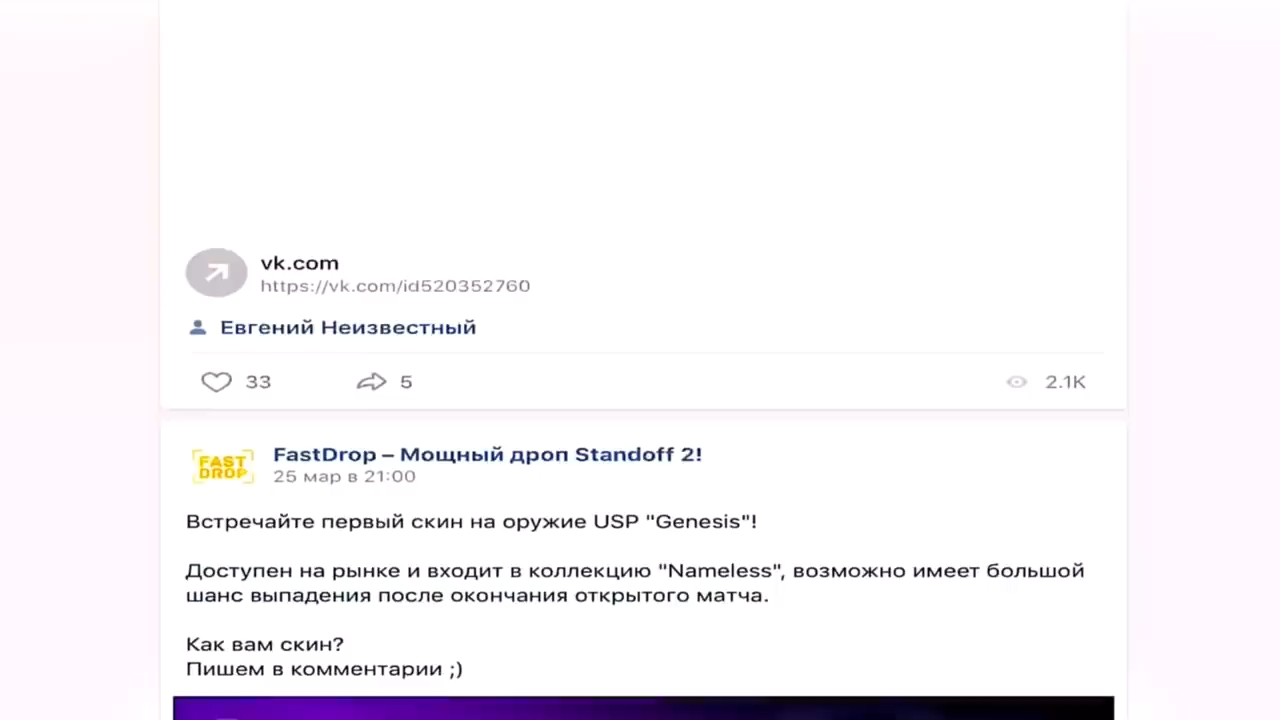 vk.com
https://vk.com/id520352760
Евгений Неизвестный
33
5
2.1K
FAST
DROP
FastDrop – Мощный дроп Standoff 2!
25 мар в 21:00
Встречайте первый скин на оружие USP "Genesis"!
Доступен на рынке и входит в коллекцию "Nameless", возможно имеет большой
шанс выпадения после окончания открытого матча.
Как вам скин?
Пишем в комментарии ;)